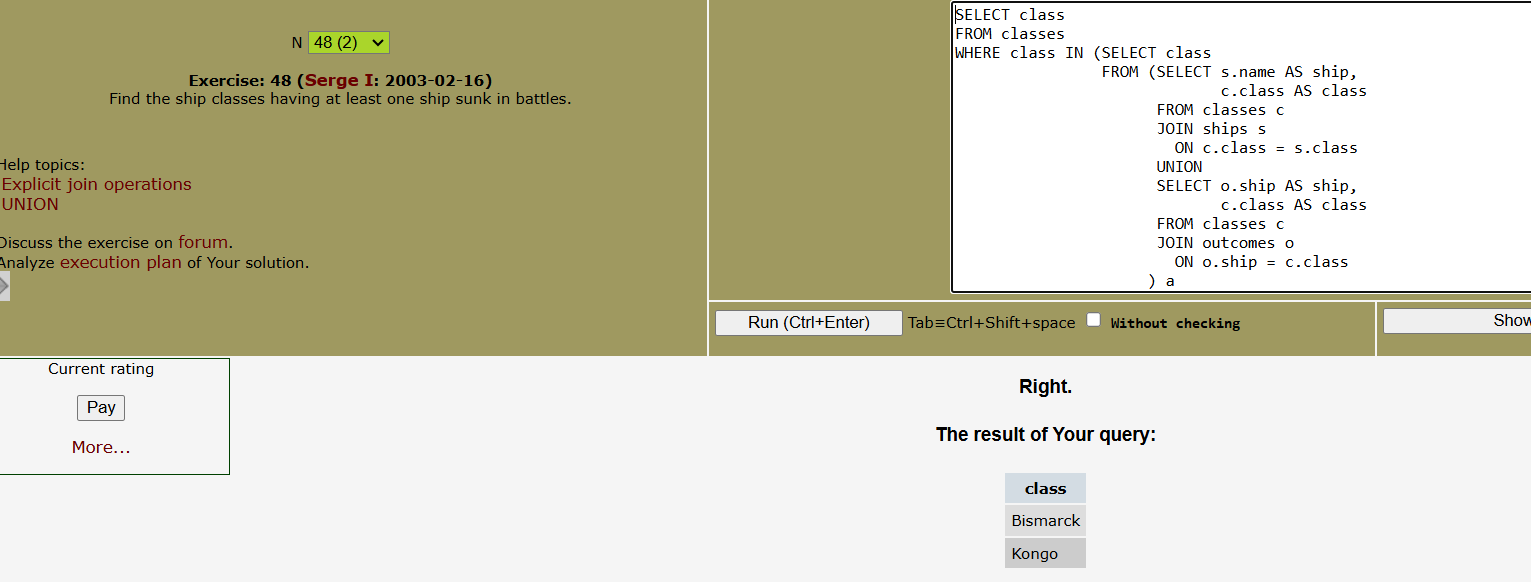 N 48 (2)
Exercise: 48 (Serge I: 2003-02-16)
Find the ship classes having at least one ship sunk in battles.
Help topics:
Explicit join operations
UNION
Discuss the exercise on forum.
Analyze execution plan of Your solution.
SELECT class
FROM classes
WHERE class IN (SELECT class
FROM (SELECT s.name AS ship,
c.class AS class
FROM classes c
JOIN ships s
ON c.class = s.class
UNION
SELECT o.ship AS ship,
c.class AS class
FROM classes c
JOIN outcomes o
ON o.ship = c.class
) a
Run (Ctrl+Enter) Tab≡Ctrl+Shift+space Without checking
Show
Current rating
Pay
More...
Right.
The result of Your query:
class
Bismarck
Kongo